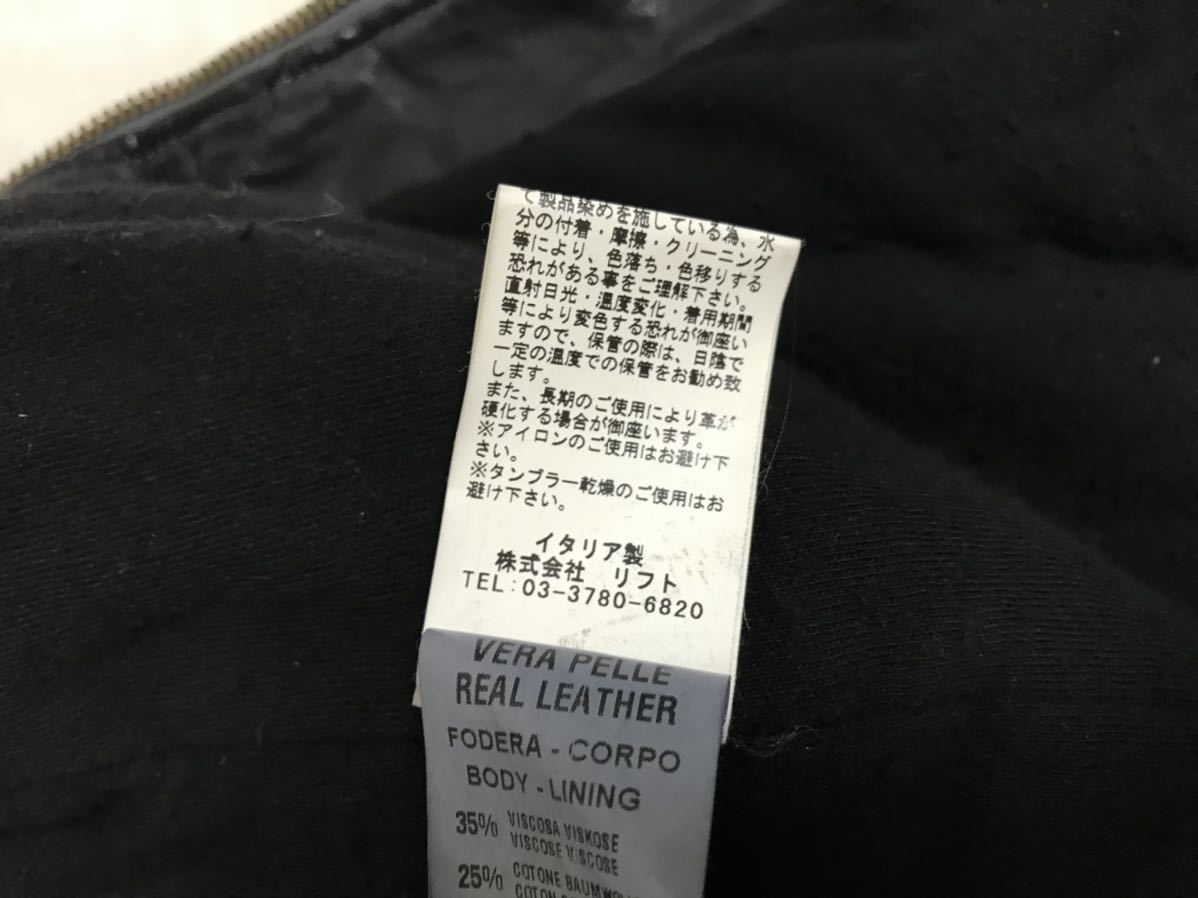 て製品染めを施している為、水
分の付着・摩擦・クリーニング
等により、色落ち・色移りする
恐れがある事をご理解下さい。
直射日光・温度変化・着用期間
等により変色する恐れが御座い
ますので、保管の際は、日陰で
一定の温度での保管をお勧め致
します。
また、長期のご使用により革が
硬化する場合が御座います。
※アイロンのご使用はお避け下
さい。
※タンブラー乾燥のご使用はお
避け下さい。
イタリア製
株式会社 リフト
TEL:03-3780-6820
VERA PELLE
REAL LEATHER
FODERA - CORPO
BODY - LINING
35% VISCOSA VISKOSE
VISCOSE VISCOSE
25% COTONE BAUMWO
COTON